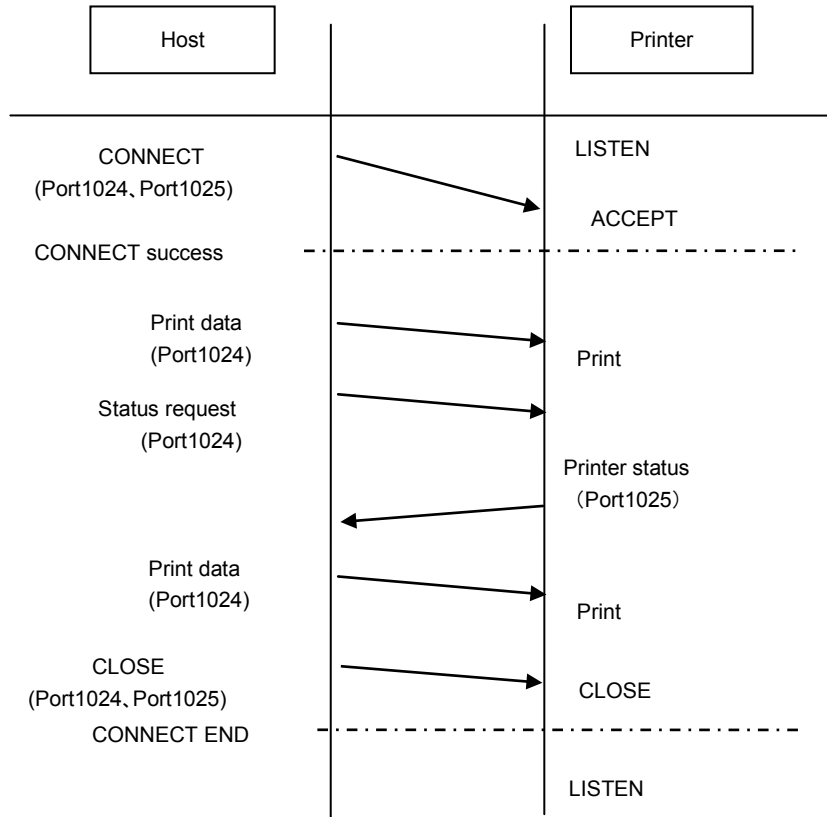 Host
Printer
CONNECT
(Port1024、Port1025)
LISTEN
ACCEPT
CONNECT success
Print data
(Port1024)
Print
Status request
(Port1024)
Printer status
（Port1025）
Print data
(Port1024)
Print
CLOSE
(Port1024、Port1025)
CLOSE
CONNECT END
LISTEN